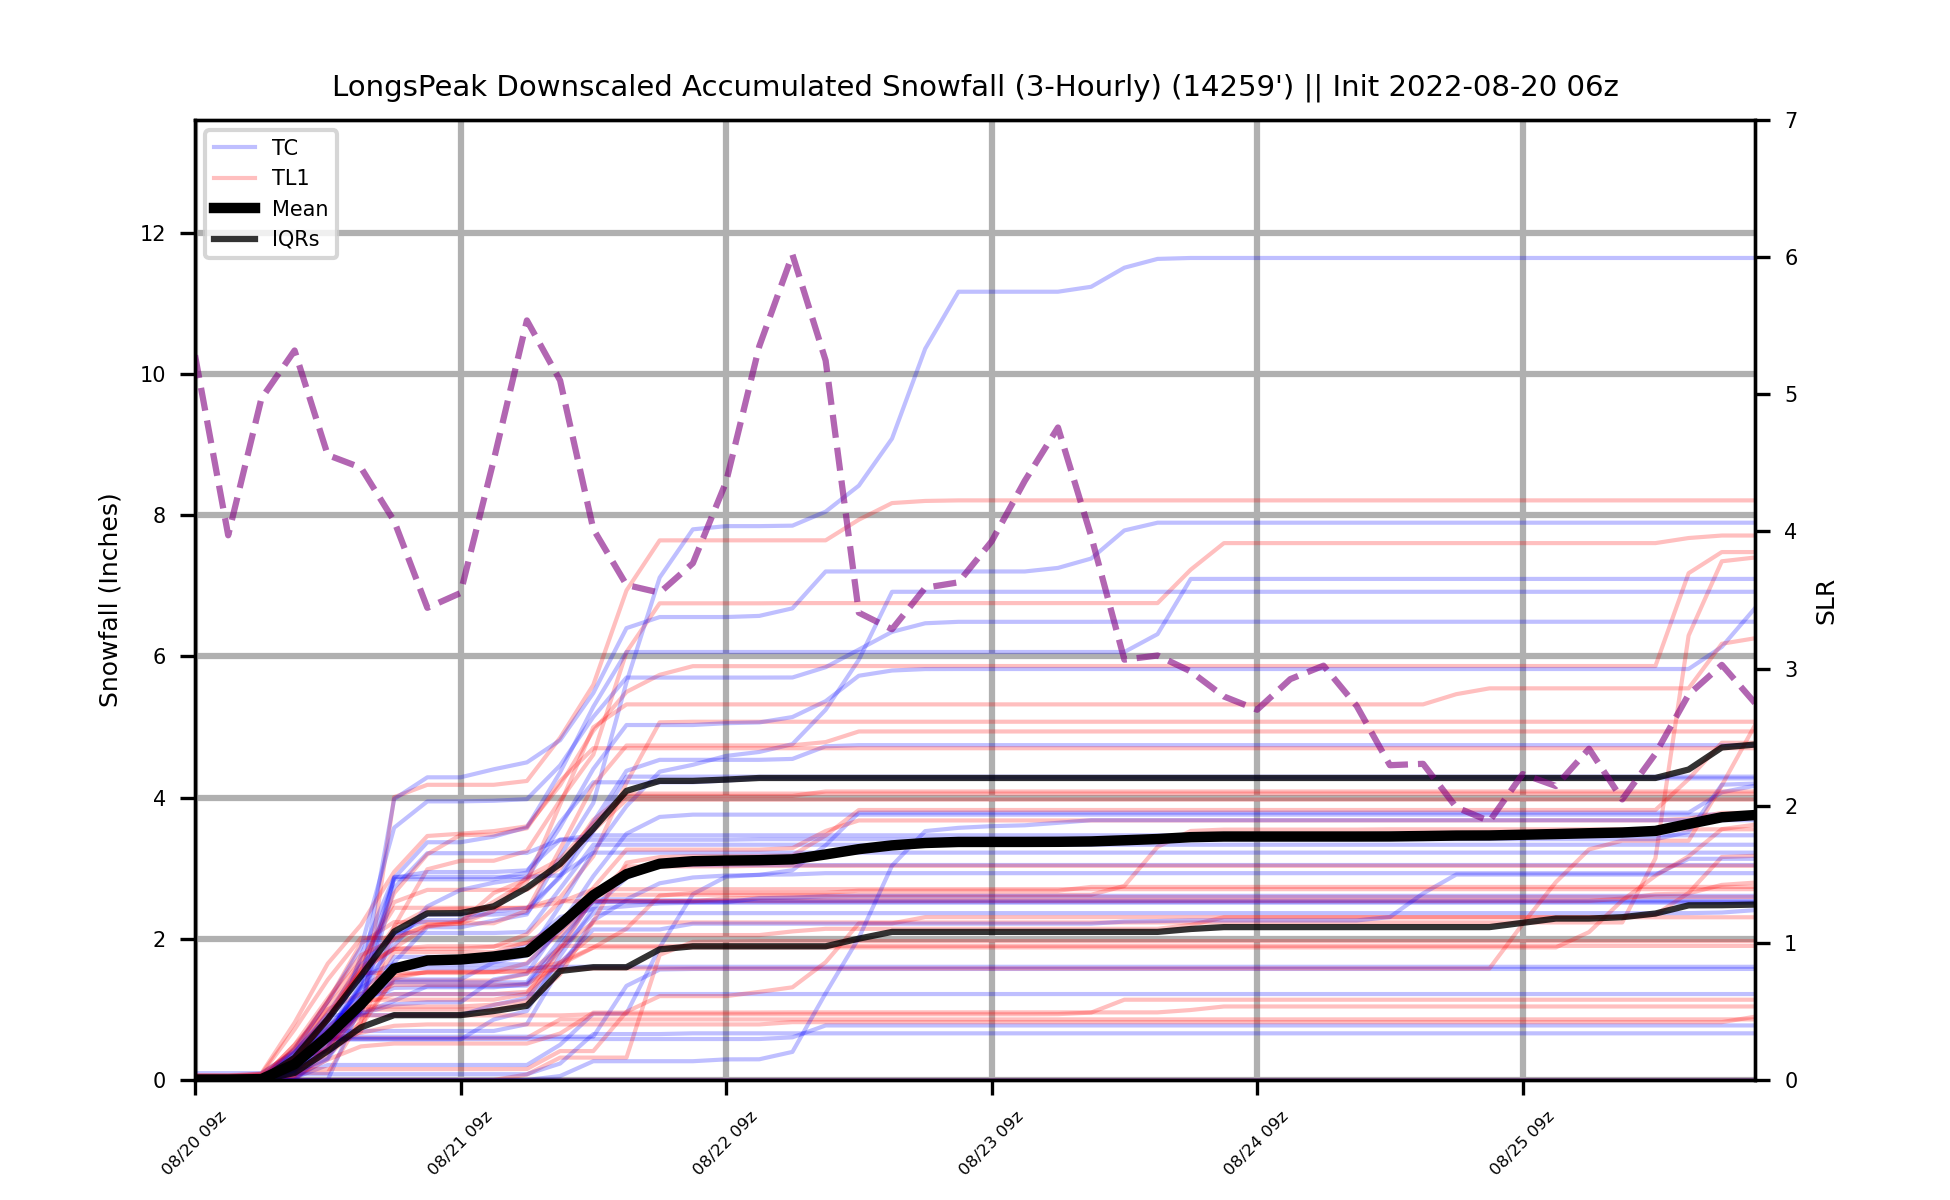 LongsPeak Downscaled Accumulated Snowfall (3-Hourly) (14259') || Init 2022-08-20 06z
TC
TL1
Mean
IQRs
Snowfall (Inches)
12
10
8
6
4
2
0
7
6
5
4
3
2
1
0
SLR
08/20 09z
08/21 09z
08/22 09z
08/23 09z
08/24 09z
08/25 09z